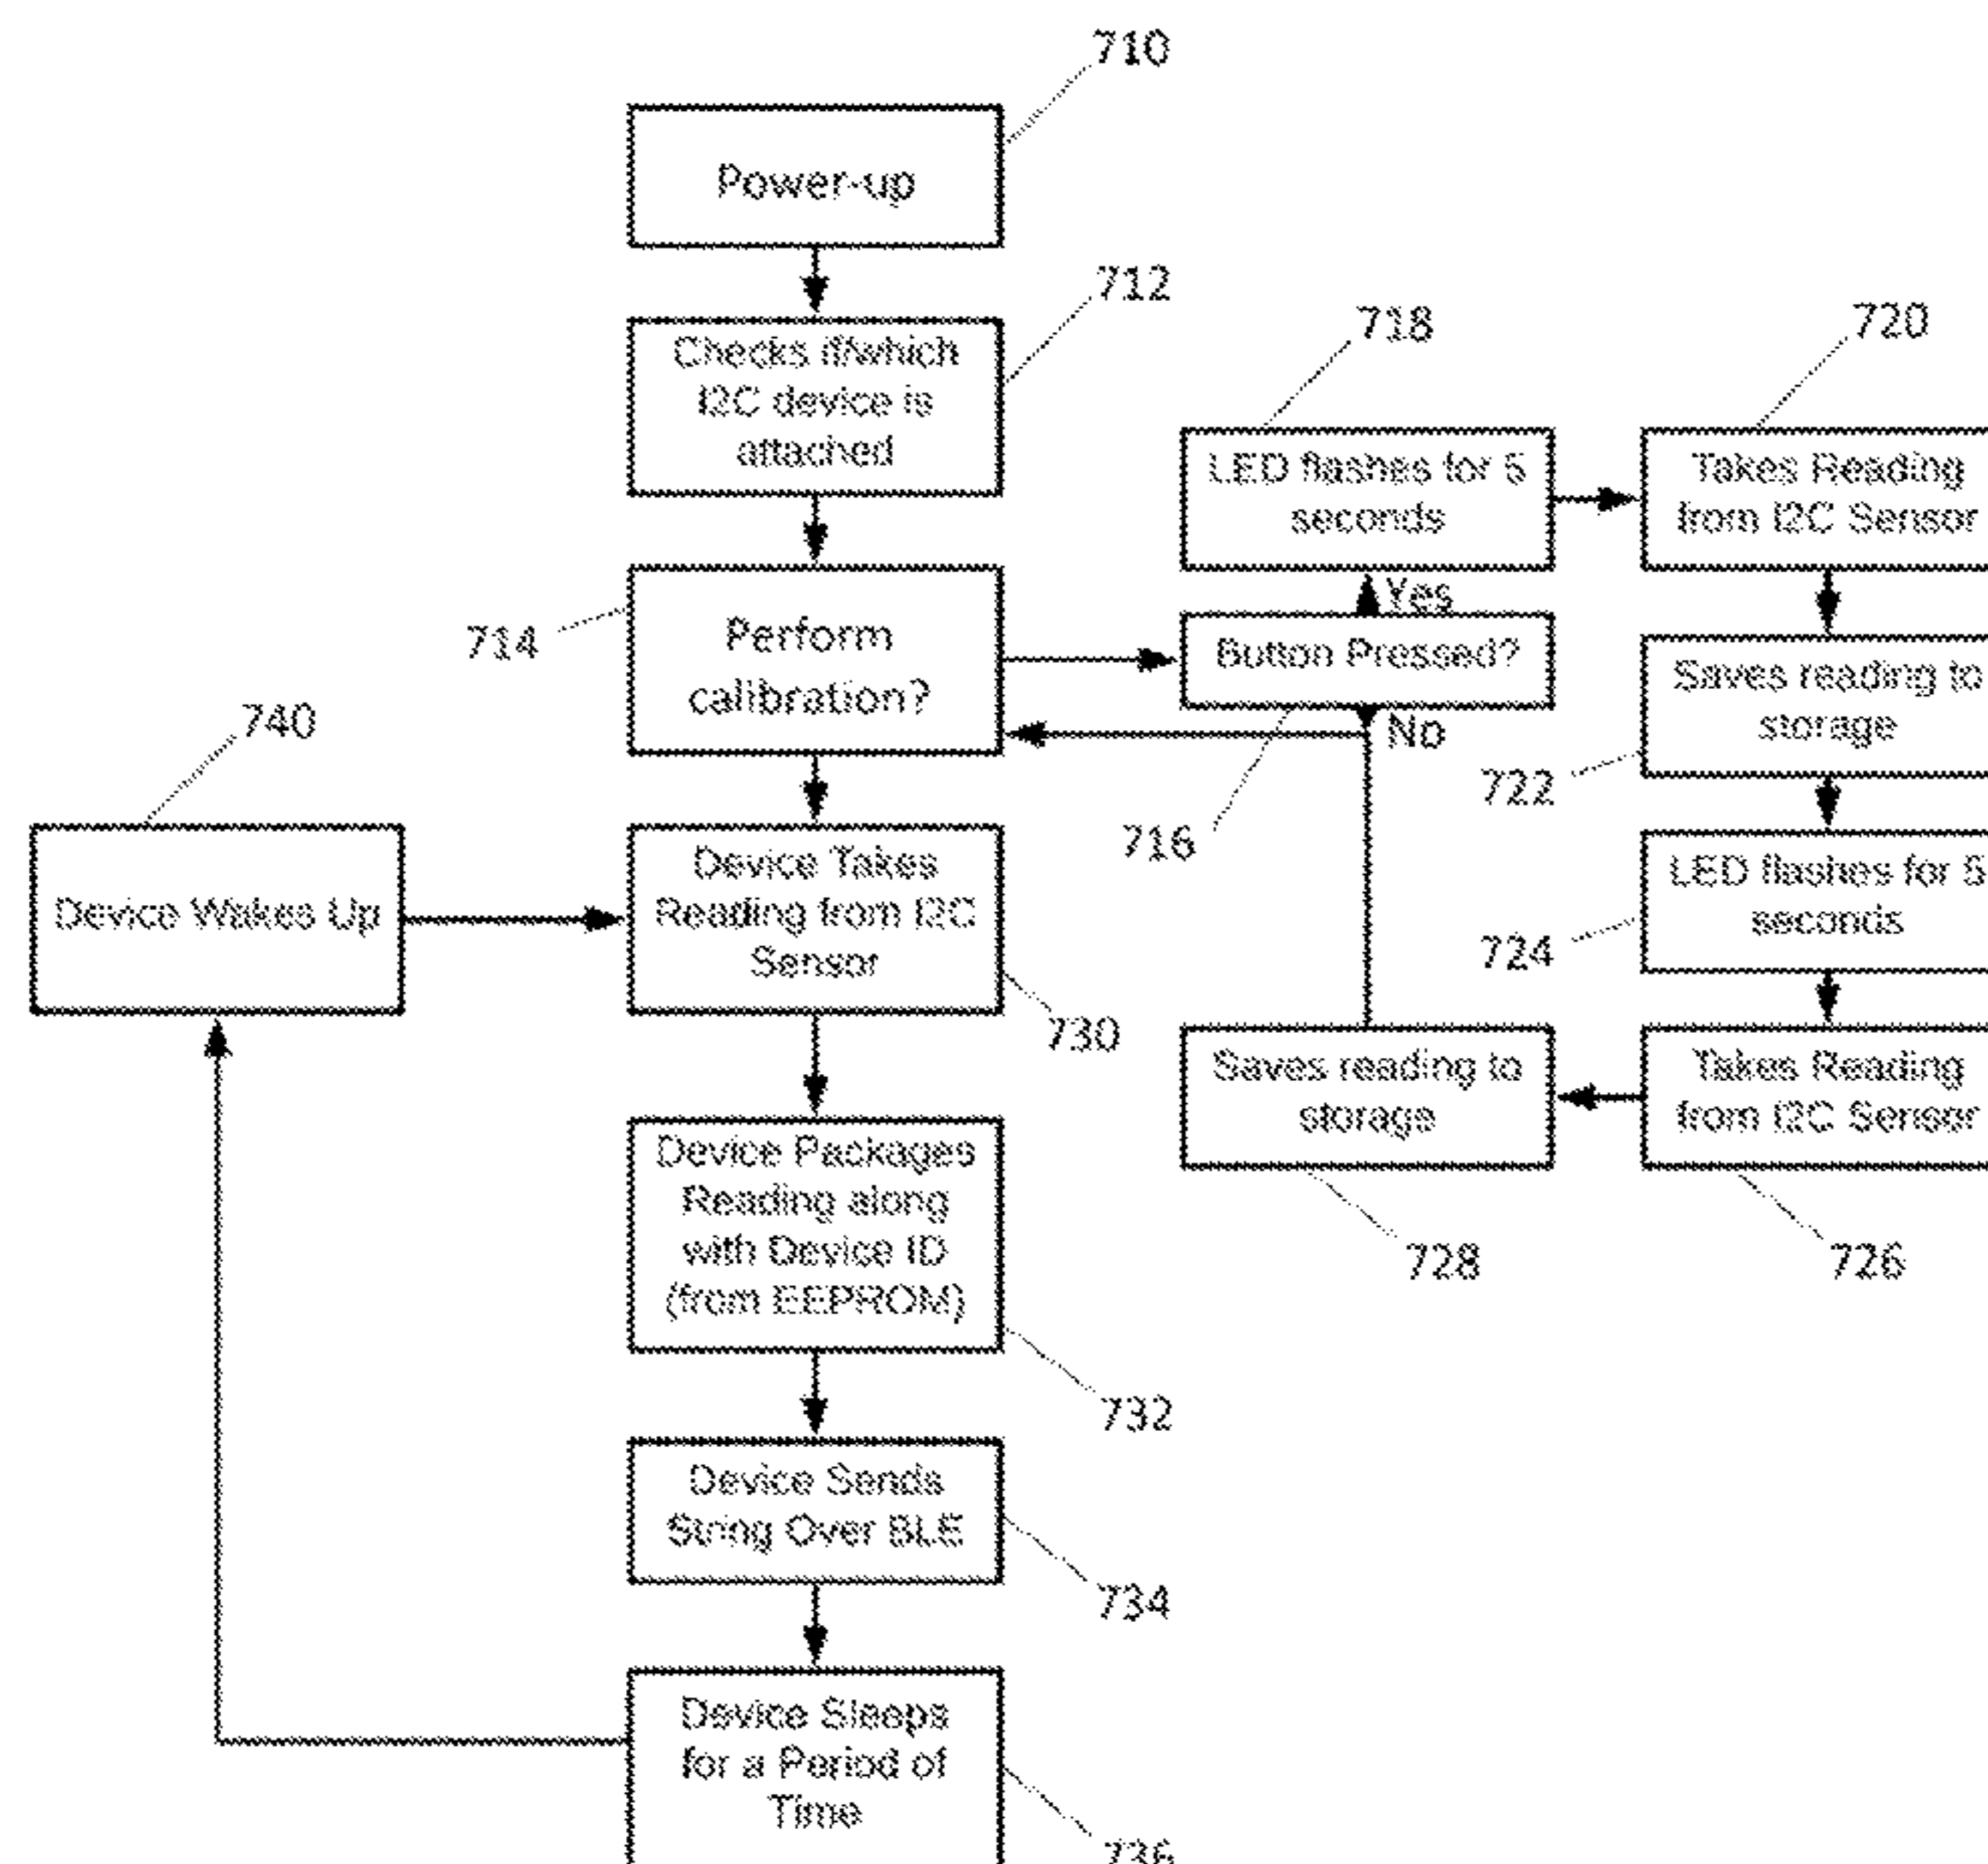 710
Power-up
712
Checks if/which
I2C device is
attached
718
720
LED flashes for 5
seconds
Takes Reading
from I2C Sensor
714
Perform
calibration?
Yes
Button Pressed?
No
716
Saves reading to
storage
722
740
Device Wakes Up
Device Takes
Reading from I2C
Sensor
730
LED flashes for 5
seconds
724
Saves reading to
storage
728
Takes Reading
from I2C Sensor
726
Device Packages
Reading along
with Device ID
(from EEPROM)
732
Device Sends
String Over BLE
734
Device Sleeps
for a Period of
Time
736